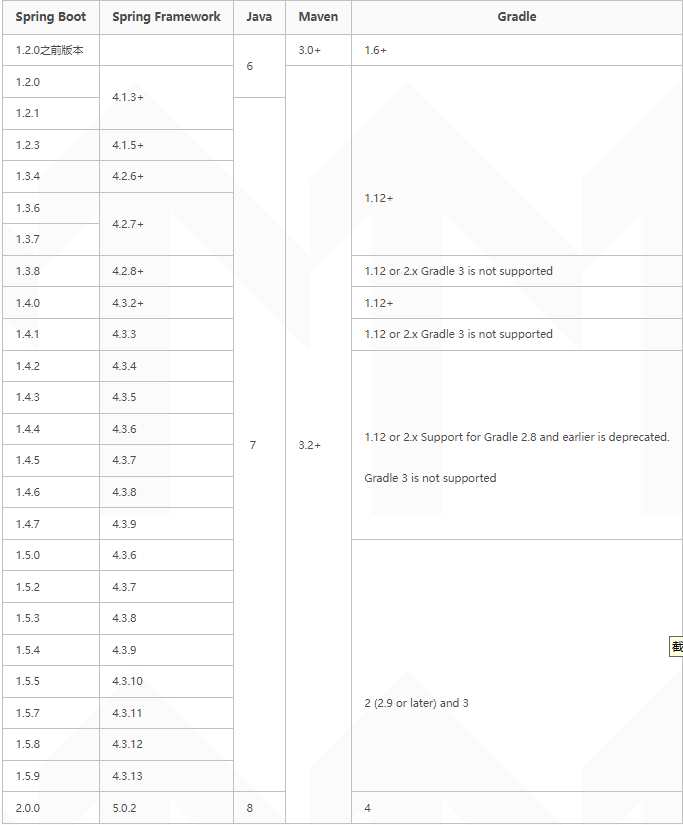 Spring Boot Spring Framework Java Maven Gradle
1.2.0之前版本 3.0+ 1.6+
6
1.2.0
4.1.3+
1.2.1
1.2.3 4.1.5+
1.3.4 4.2.6+
1.12+
1.3.6
4.2.7+
1.3.7
1.3.8 4.2.8+ 1.12 or 2.x Gradle 3 is not supported
1.4.0 4.3.2+ 1.12+
1.4.1 4.3.3 1.12 or 2.x Gradle 3 is not supported
1.4.2 4.3.4
1.4.3 4.3.5
1.4.4 4.3.6 1.12 or 2.x Support for Gradle 2.8 and earlier is deprecated.
7 3.2+
1.4.5 4.3.7
Gradle 3 is not supported
1.4.6 4.3.8
1.4.7 4.3.9
1.5.0 4.3.6
1.5.2 4.3.7
1.5.3 4.3.8
1.5.4 4.3.9
截
1.5.5 4.3.10
2 (2.9 or later) and 3
1.5.7 4.3.11
1.5.8 4.3.12
1.5.9 4.3.13
2.0.0 5.0.2 8 4